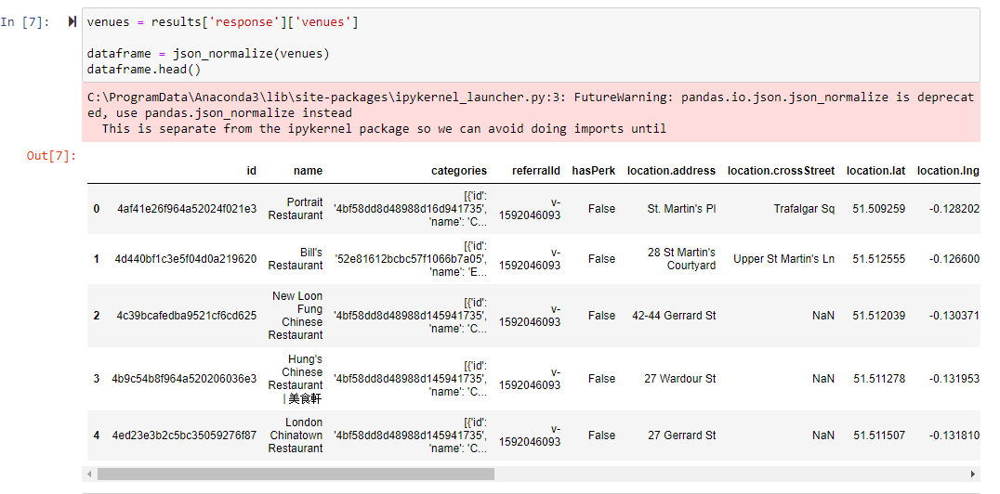 In [7]:
venues = results['response']['venues']
dataframe = json_normalize(venues)
dataframe.head()
C:\ProgramData\Anaconda3\lib\site-packages\ipykernel_launcher.py:3: FutureWarning: pandas.io.json.json_normalize is deprecat
ed, use pandas.json_normalize instead
  This is separate from the ipykernel package so we can avoid doing imports until
Out[7]:
id name categories referralId hasPerk location.address location.crossStreet location.lat location.lng
0 4af41e26f964a52024f021e3 Portrait Restaurant [{'id': '4bf58dd8d48988d16d941735', 'name': 'C... v-1592046093 False St. Martin's Pl Trafalgar Sq 51.509259 -0.128202
1 4d440bf1c3e5f04d0a219620 Bill's Restaurant [{'id': '52e81612bcbc57f1066b7a05', 'name': 'E... v-1592046093 False 28 St Martin's Courtyard Upper St Martin's Ln 51.512555 -0.126600
2 4c39bcafedba9521cf6cd625 New Loon Fung Chinese Restaurant [{'id': '4bf58dd8d48988d145941735', 'name': 'C... v-1592046093 False 42-44 Gerrard St NaN 51.512039 -0.130371
3 4b9c54b8f964a520206036e3 Hung's Chinese Restaurant | 美食軒 [{'id': '4bf58dd8d48988d145941735', 'name': 'C... v-1592046093 False 27 Wardour St NaN 51.511278 -0.131953
4 4ed23e3b2c5bc35059276f87 London Chinatown Restaurant [{'id': '4bf58dd8d48988d145941735', 'name': 'C... v-1592046093 False 27 Gerrard St NaN 51.511507 -0.131810